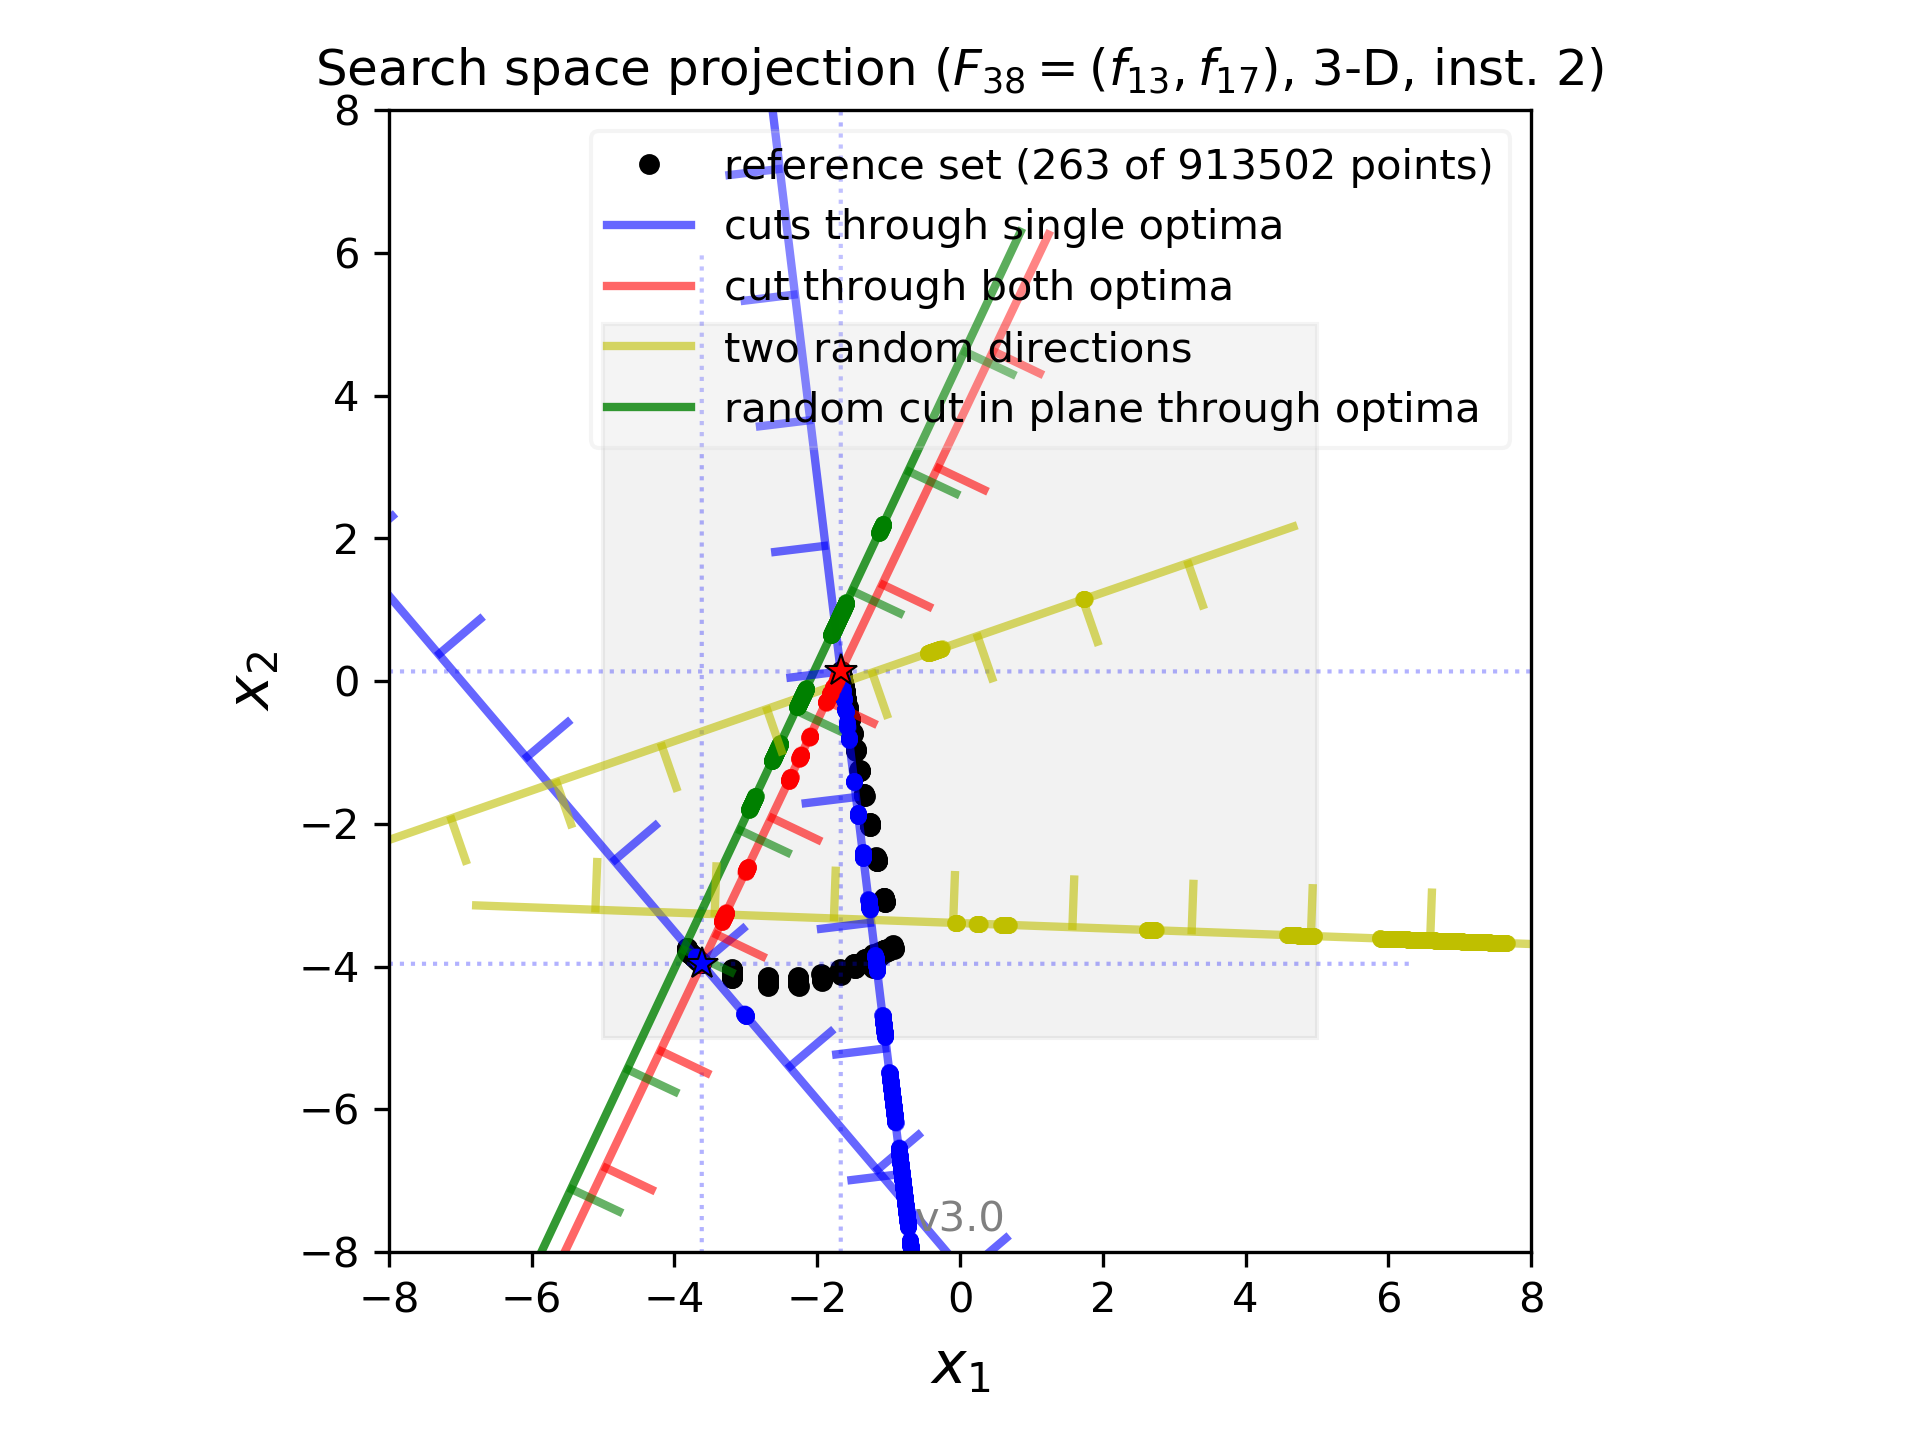 Search space projection (F38 = (f13, f17), 3-D, inst. 2)
reference set (263 of 913502 points)
cuts through single optima
cut through both optima
two random directions
random cut in plane through optima
8
6
4
2
0
−2
−4
−6
−8
x2
v3.0
−8 −6 −4 −2 0 2 4 6 8
x1